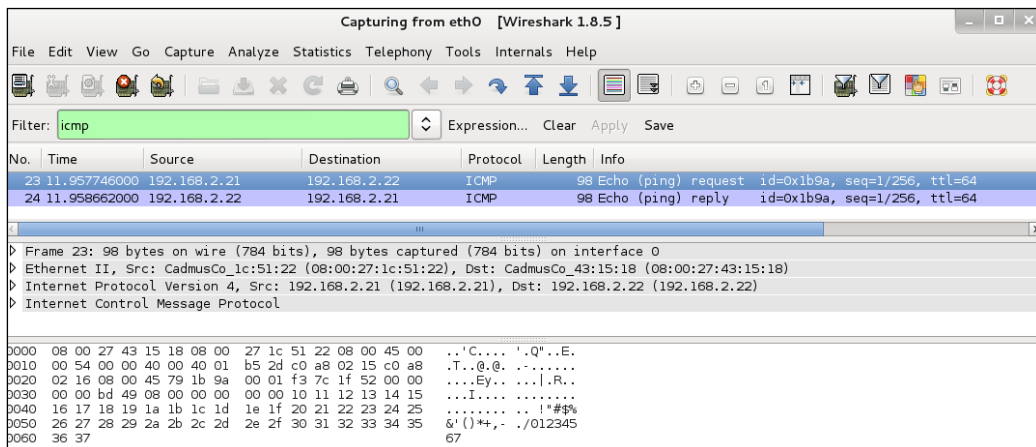 Capturing from eth0 [Wireshark 1.8.5]
File Edit View Go Capture Analyze Statistics Telephony Tools Internals Help
Filter: icmp Expression... Clear Apply Save
No. Time Source Destination Protocol Length Info
23 11.957746000 192.168.2.21 192.168.2.22 ICMP 98 Echo (ping) request id=0x1b9a, seq=1/256, ttl=64
24 11.958662000 192.168.2.22 192.168.2.21 ICMP 98 Echo (ping) reply id=0x1b9a, seq=1/256, ttl=64
Frame 23: 98 bytes on wire (784 bits), 98 bytes captured (784 bits) on interface 0
Ethernet II, Src: CadmusCo_1c:51:22 (08:00:27:1c:51:22), Dst: CadmusCo_43:15:18 (08:00:27:43:15:18)
Internet Protocol Version 4, Src: 192.168.2.21 (192.168.2.21), Dst: 192.168.2.22 (192.168.2.22)
Internet Control Message Protocol
0000 08 00 27 43 15 18 08 00 27 1c 51 22 08 00 45 00 ..'C.... '.Q"..E.
0010 00 54 00 00 40 00 40 01 b5 2d c0 a8 02 15 c0 a8 .T..@.@. .-......
0020 02 16 08 00 45 79 1b 9a 00 01 f3 7c 1f 52 00 00 ....Ey.. ...|.R..
0030 00 00 bd 49 08 00 00 00 00 00 10 11 12 13 14 15 ...I.... ........
0040 16 17 18 19 1a 1b 1c 1d 1e 1f 20 21 22 23 24 25 ........ .. !"#$%
0050 26 27 28 29 2a 2b 2c 2d 2e 2f 30 31 32 33 34 35 &'()*+,- ./012345
0060 36 37 67